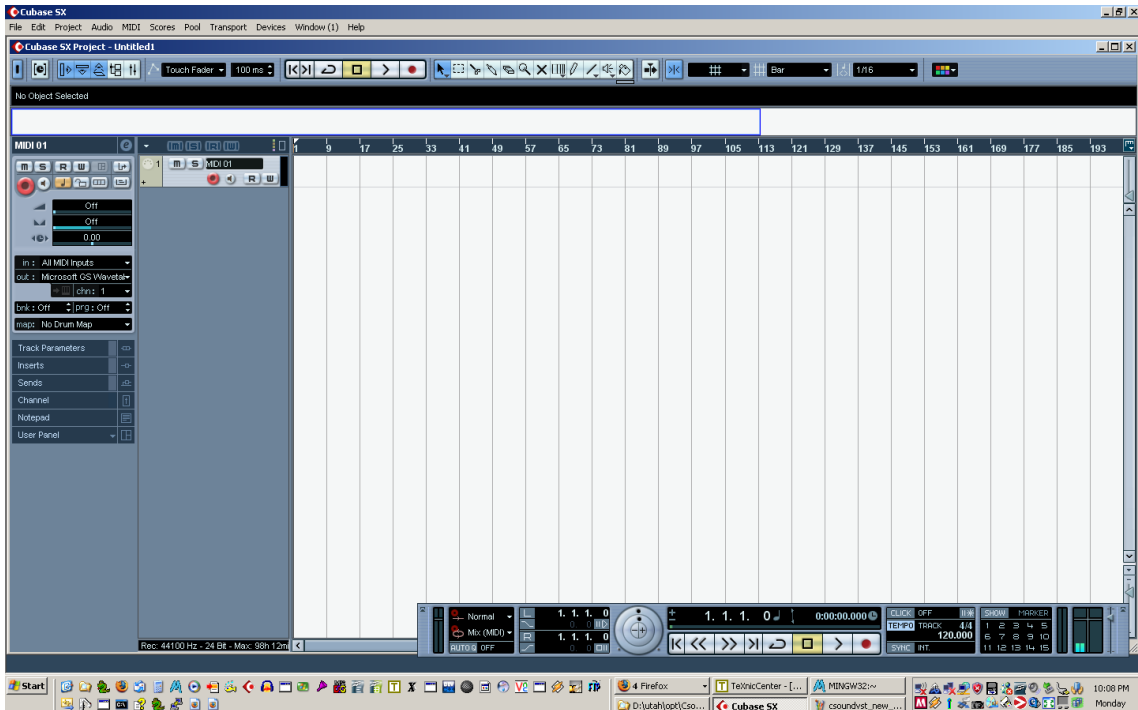 Cubase SX
File Edit Project Audio MIDI Scores Pool Transport Devices Window (1) Help
Cubase SX Project - Untitled1
Touch Fader 100 ms Bar 1/16
No Object Selected
MIDI 01 [m] [S] [R] [W] 1 9 17 25 33 41 49 57 65 73 81 89 97 105 113 121 129 137 145 153 161 169 177 185 193
m S R W 1 m S MIDI 01
R W
Off
Off
0.00
in : All MIDI Inputs
out : Microsoft GS Wavetal
chn: 1
bnk : Off prg : Off
map: No Drum Map
Track Parameters
Inserts
Sends
Channel
Notepad
User Panel
Rec: 44100 Hz - 24 Bit - Max: 98h 12m
Normal L 1. 1. 1. 0 1. 1. 1. 0 0:00:00.000 CLICK OFF SHOW MARKER
Mix (MIDI) TEMPO TRACK 4/4 1 2 3 4 5
R 1. 1. 1. 0 120.000 6 7 8 9 10
AUTO Q OFF SYNC INT. 11 12 13 14 15
Start 4 Firefox TeXnicCenter - [... MINGW32:~ 10:08 PM
D:\utah\opt\Cso... Cubase SX csoundvst_new_... Monday